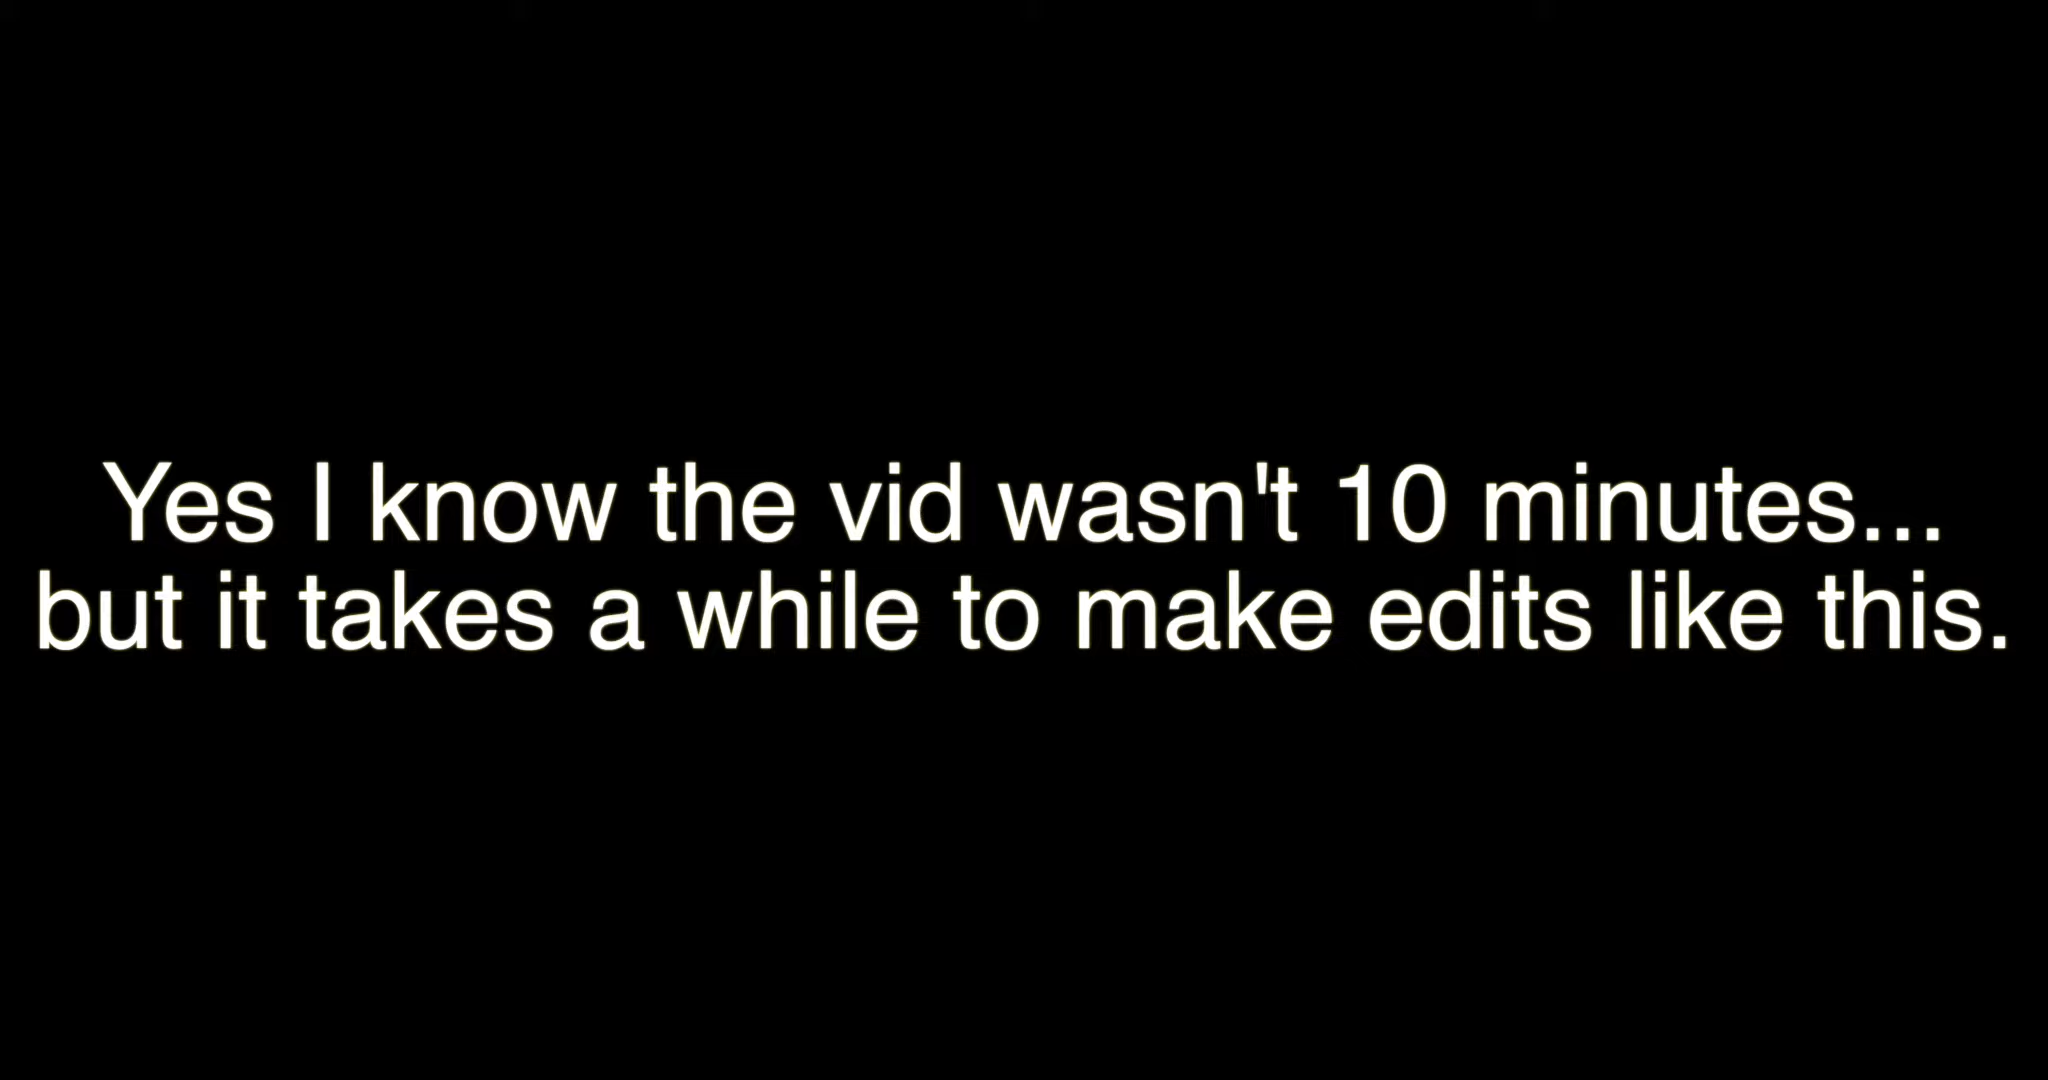 Yes I know the vid wasn't 10 minutes...
but it takes a while to make edits like this.